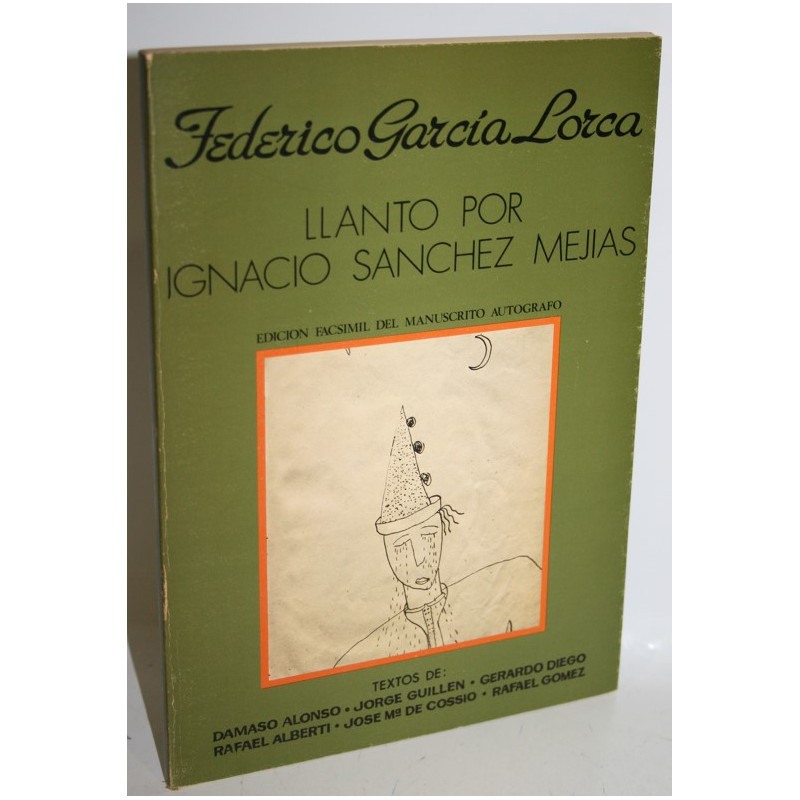 Federico García Lorca
LLANTO POR
IGNACIO SANCHEZ MEJIAS
EDICION FACSIMIL DEL MANUSCRITO AUTOGRAFO
TEXTOS DE:
DAMASO ALONSO • JORGE GUILLEN • GERARDO DIEGO
RAFAEL ALBERTI • JOSE Mª DE COSSIO • RAFAEL GOMEZ